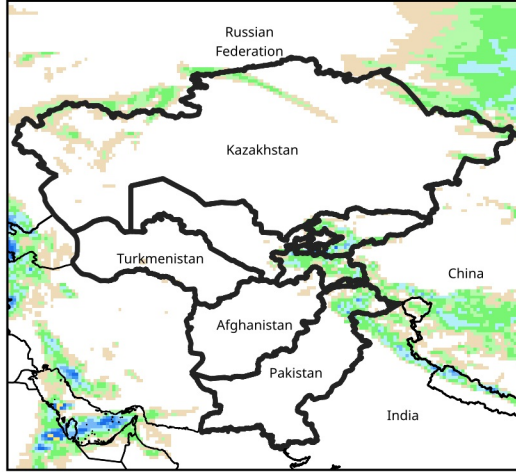 Russian
Federation
Kazakhstan
Turkmenistan
China
Afghanistan
Pakistan
India